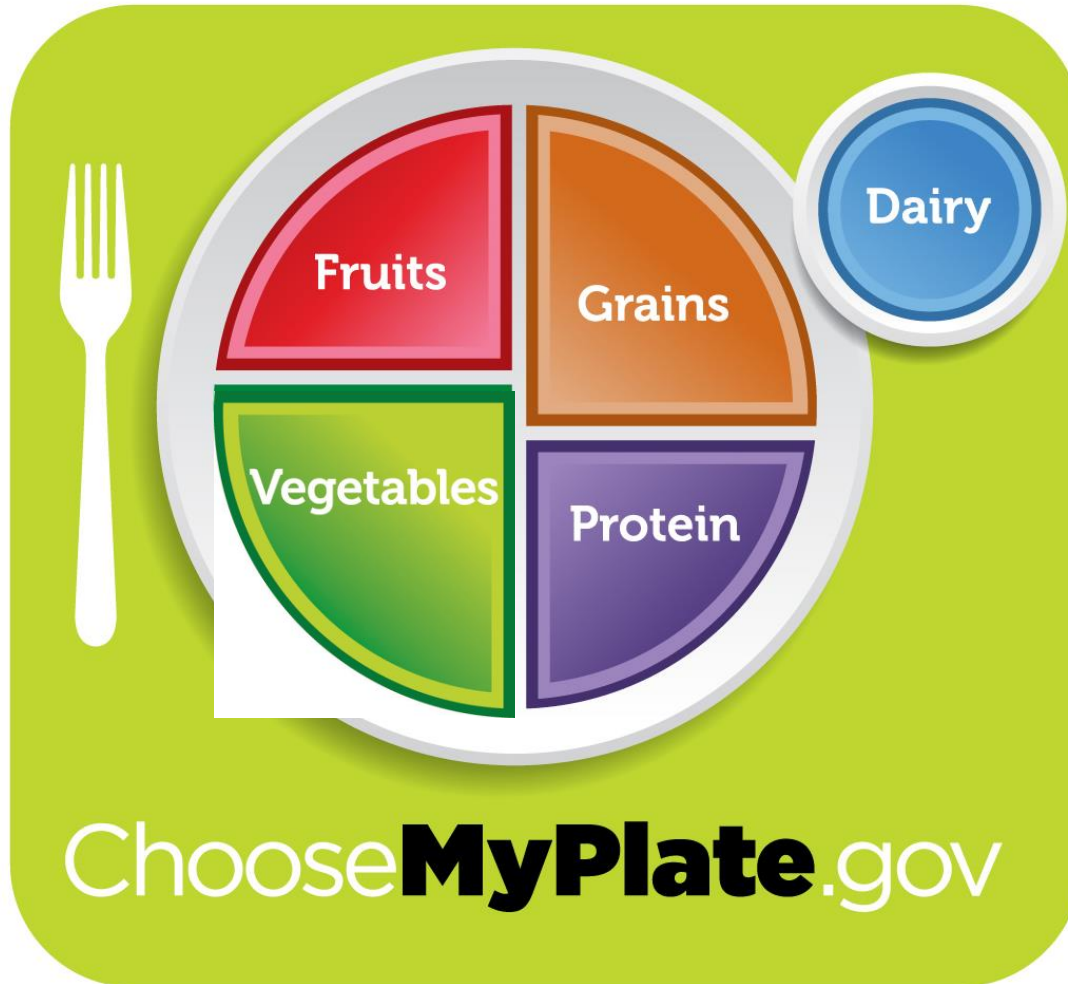 Fruits
Grains
Dairy
Vegetables
Protein
ChooseMyPlate.gov